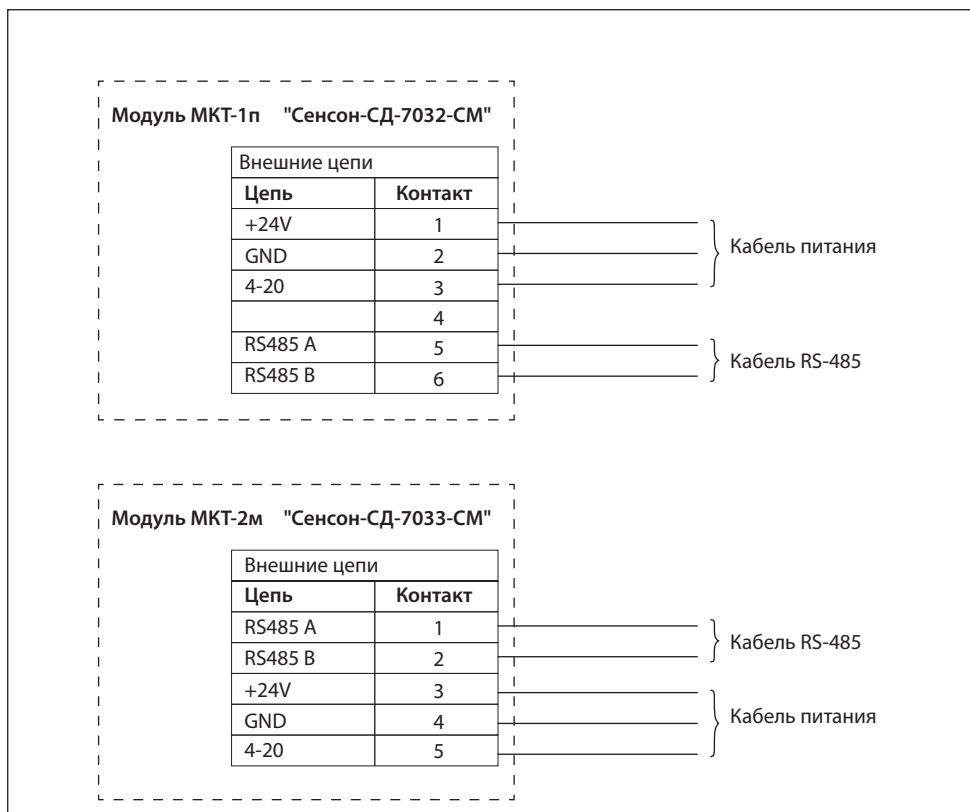 Модуль МКТ-1п "Сенсон-СД-7032-СМ"
Внешние цепи
Цепь Контакт
+24V 1
GND 2
4-20 3
4
RS485 A 5
RS485 B 6
Кабель питания
Кабель RS-485
Модуль МКТ-2м "Сенсон-СД-7033-СМ"
Внешние цепи
Цепь Контакт
RS485 A 1
RS485 B 2
+24V 3
GND 4
4-20 5
Кабель RS-485
Кабель питания